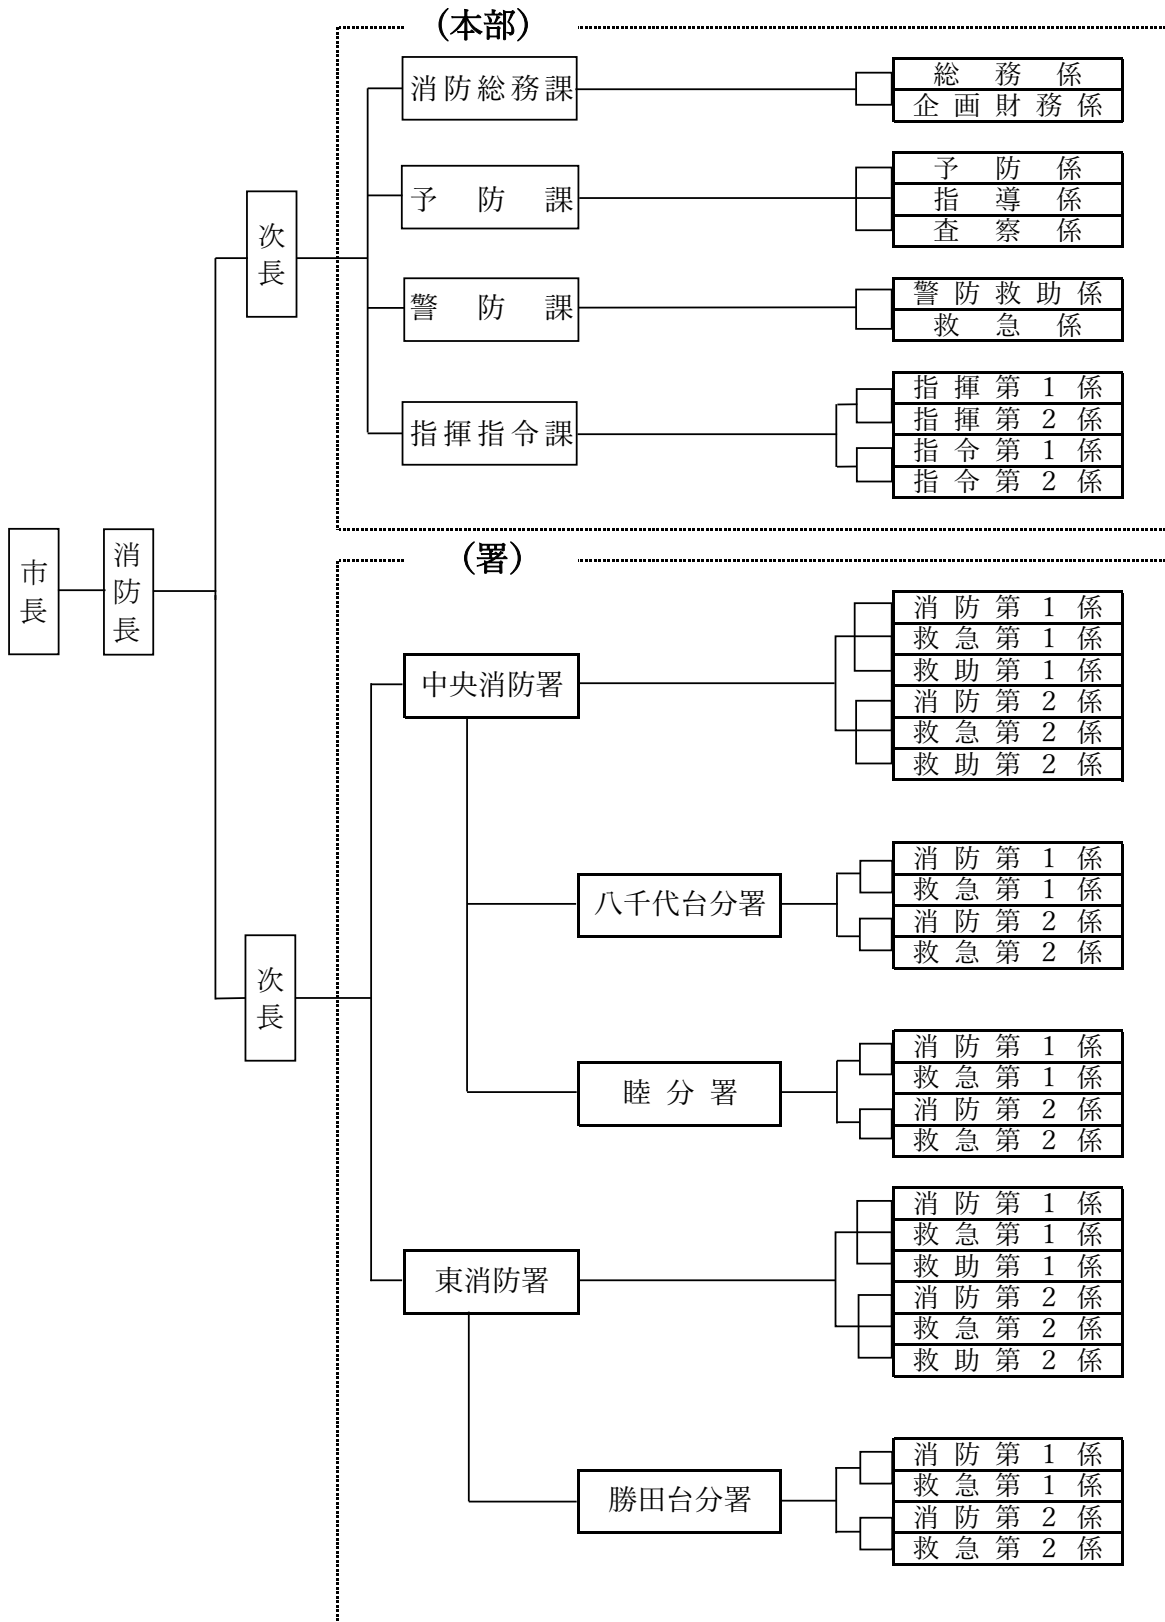 (本部)
消防総務課
総務係
企画財務係
予防課
予防係
指導係
査察係
次長
警防課
警防救助係
救急係
指揮指令課
指揮第1係
指揮第2係
指令第1係
指令第2係
市長
消防長
(署)
中央消防署
消防第1係
救急第1係
救助第1係
消防第2係
救急第2係
救助第2係
八千代台分署
消防第1係
救急第1係
消防第2係
救急第2係
次長
睦分署
消防第1係
救急第1係
消防第2係
救急第2係
東消防署
消防第1係
救急第1係
救助第1係
消防第2係
救急第2係
救助第2係
勝田台分署
消防第1係
救急第1係
消防第2係
救急第2係